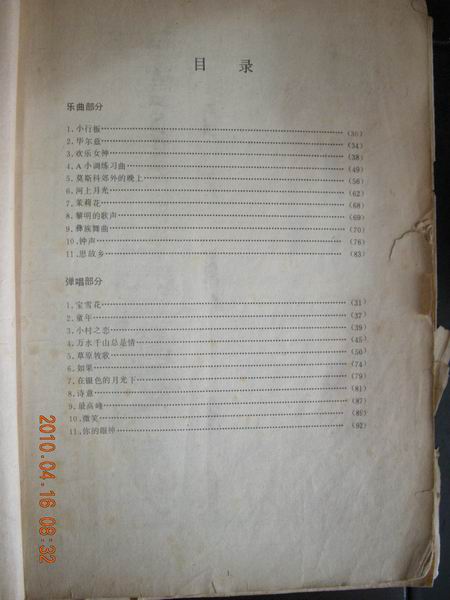 目 录
乐曲部分
1.小行板……(30)
2.毕尔兹……(34)
3.欢乐女神……(38)
4.A小调练习曲……(49)
5.莫斯科郊外的晚上……(56)
6.河上月光……(62)
7.茉莉花……(68)
8.黎明的歌声……(69)
9.彝族舞曲……(70)
10.钟声……(76)
11.思故乡……(83)
弹唱部分
1.宝雪花……(31)
2.童年……(37)
3.小村之恋……(39)
4.万水千山总是情……(45)
5.草原牧歌……(50)
6.如果……(74)
7.在银色的月光下……(79)
8.诗意……(81)
9.最高峰……(87)
10.微笑……(89)
11.你的眼神……(92)
1
2010.04.16 08:32